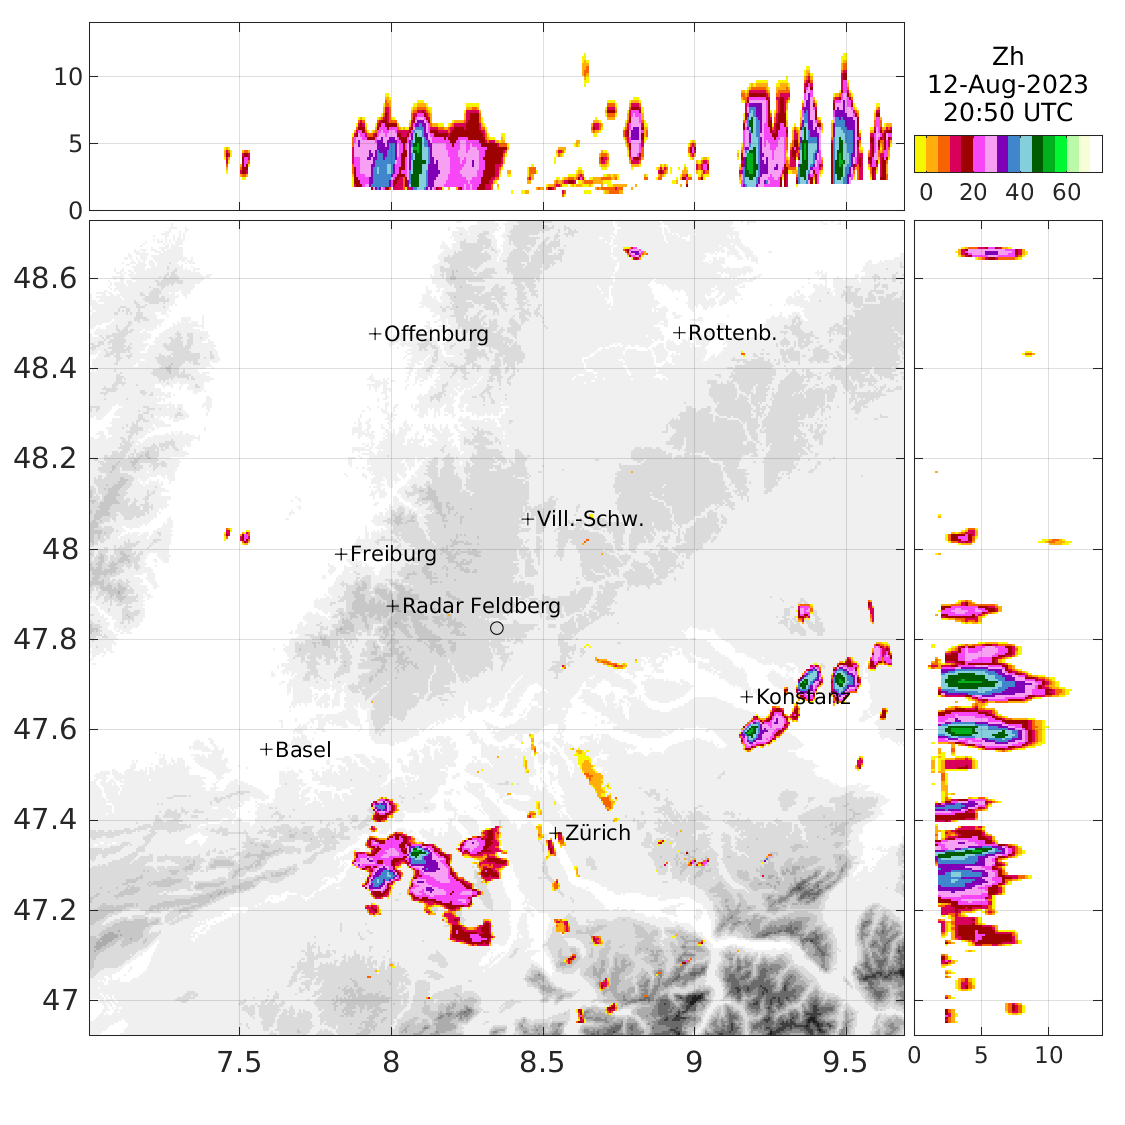 10
5
0
Zh
12-Aug-2023
20:50 UTC
0 20 40 60
48.6
48.4
48.2
48
47.8
47.6
47.4
47.2
47
+Offenburg
+Rottenb.
+Vill.-Schw.
+Freiburg
+Radar Feldberg
+Konstanz
+Basel
+Zürich
7.5 8 8.5 9 9.5
0 5 10